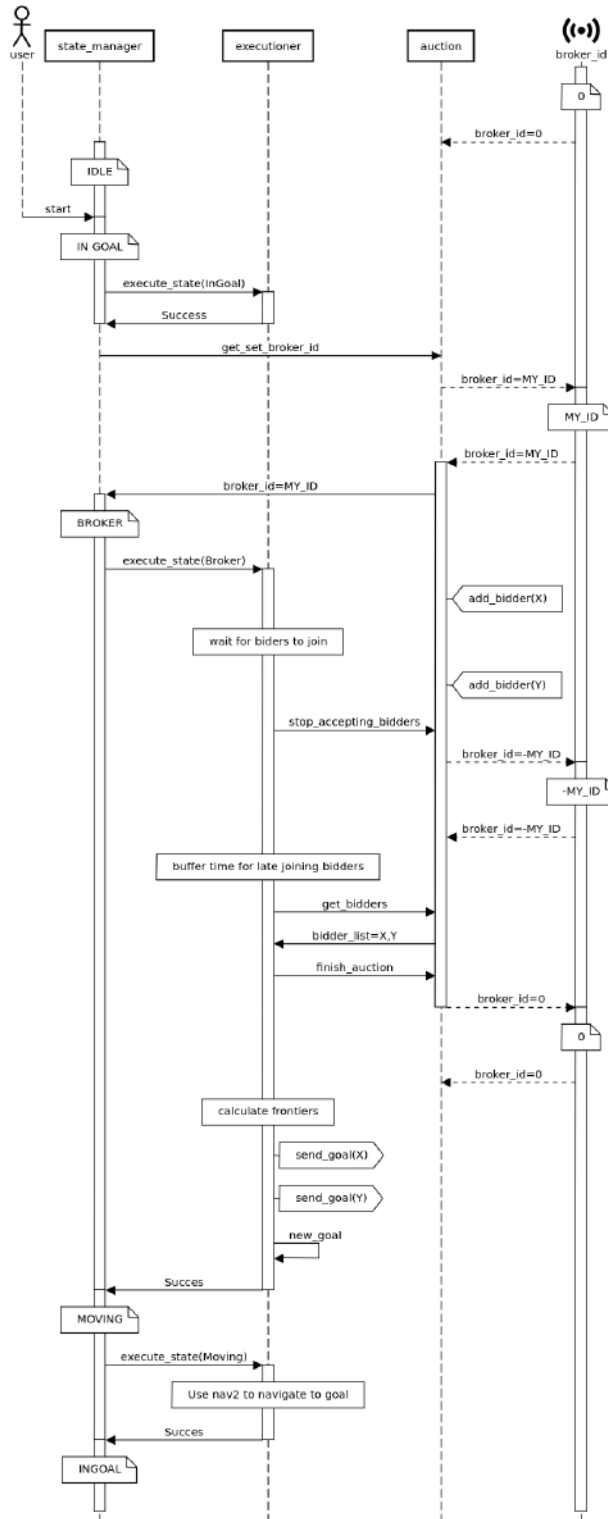 user
state_manager
executioner
auction
broker_id
0
broker_id=0
IDLE
start
IN GOAL
execute_state(InGoal)
Success
get_set_broker_id
broker_id=MY_ID
MY_ID
broker_id=MY_ID
broker_id=MY_ID
BROKER
execute_state(Broker)
add_bidder(X)
wait for biders to join
add_bidder(Y)
stop_accepting_bidders
broker_id=-MY_ID
-MY_ID
broker_id=-MY_ID
buffer time for late joining bidders
get_bidders
bidder_list=X,Y
finish_auction
broker_id=0
0
broker_id=0
calculate frontiers
send_goal(X)
send_goal(Y)
new_goal
Succes
MOVING
execute_state(Moving)
Use nav2 to navigate to goal
Succes
INGOAL